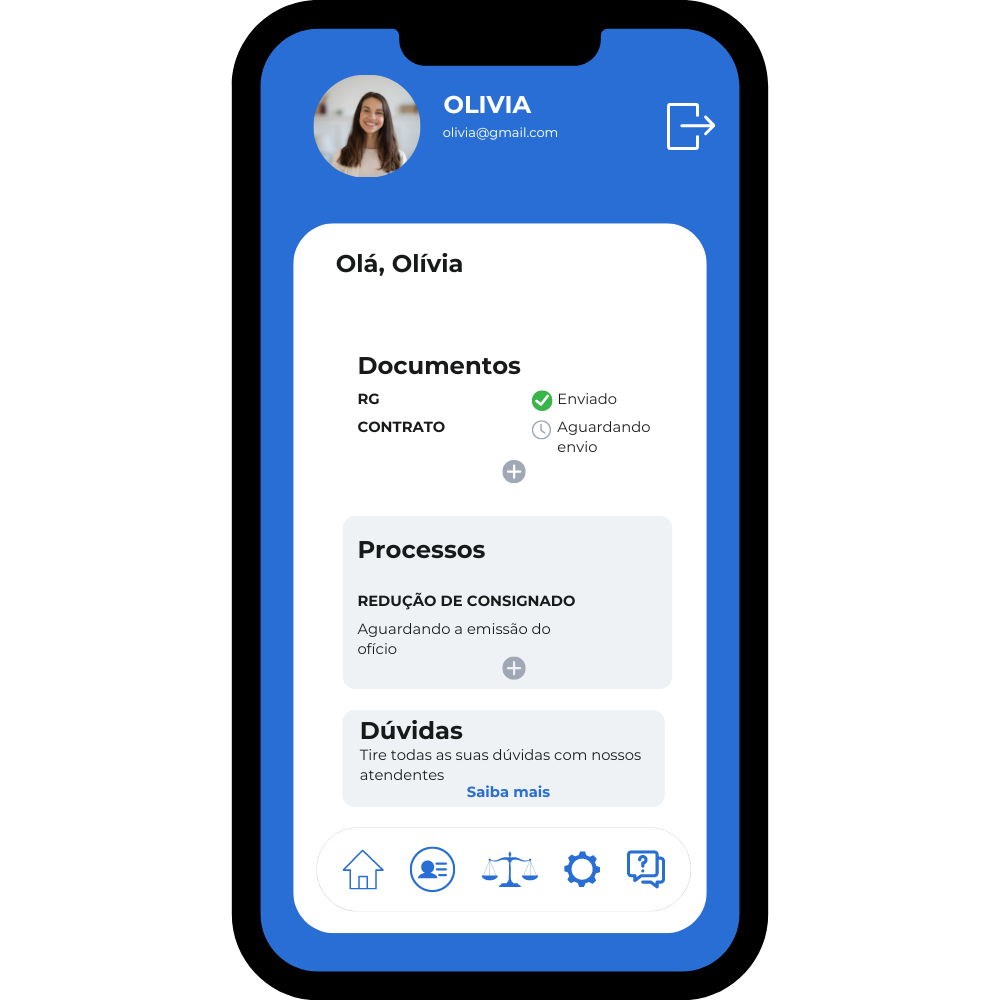 OLIVIA
olivia@gmail.com
Olá, Olívia
Documentos
RG
Enviado
CONTRATO
Aguardando
envio
Processos
REDUÇÃO DE CONSIGNADO
Aguardando a emissão do
ofício
Dúvidas
Tire todas as suas dúvidas com nossos
atendentes
Saiba mais
?